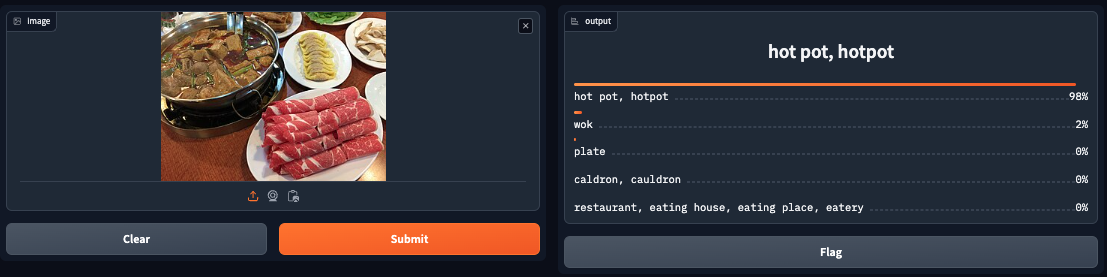 image
output
hot pot, hotpot
hot pot, hotpot 98%
wok 2%
plate 0%
caldron, cauldron 0%
restaurant, eating house, eating place, eatery 0%
Clear
Submit
Flag